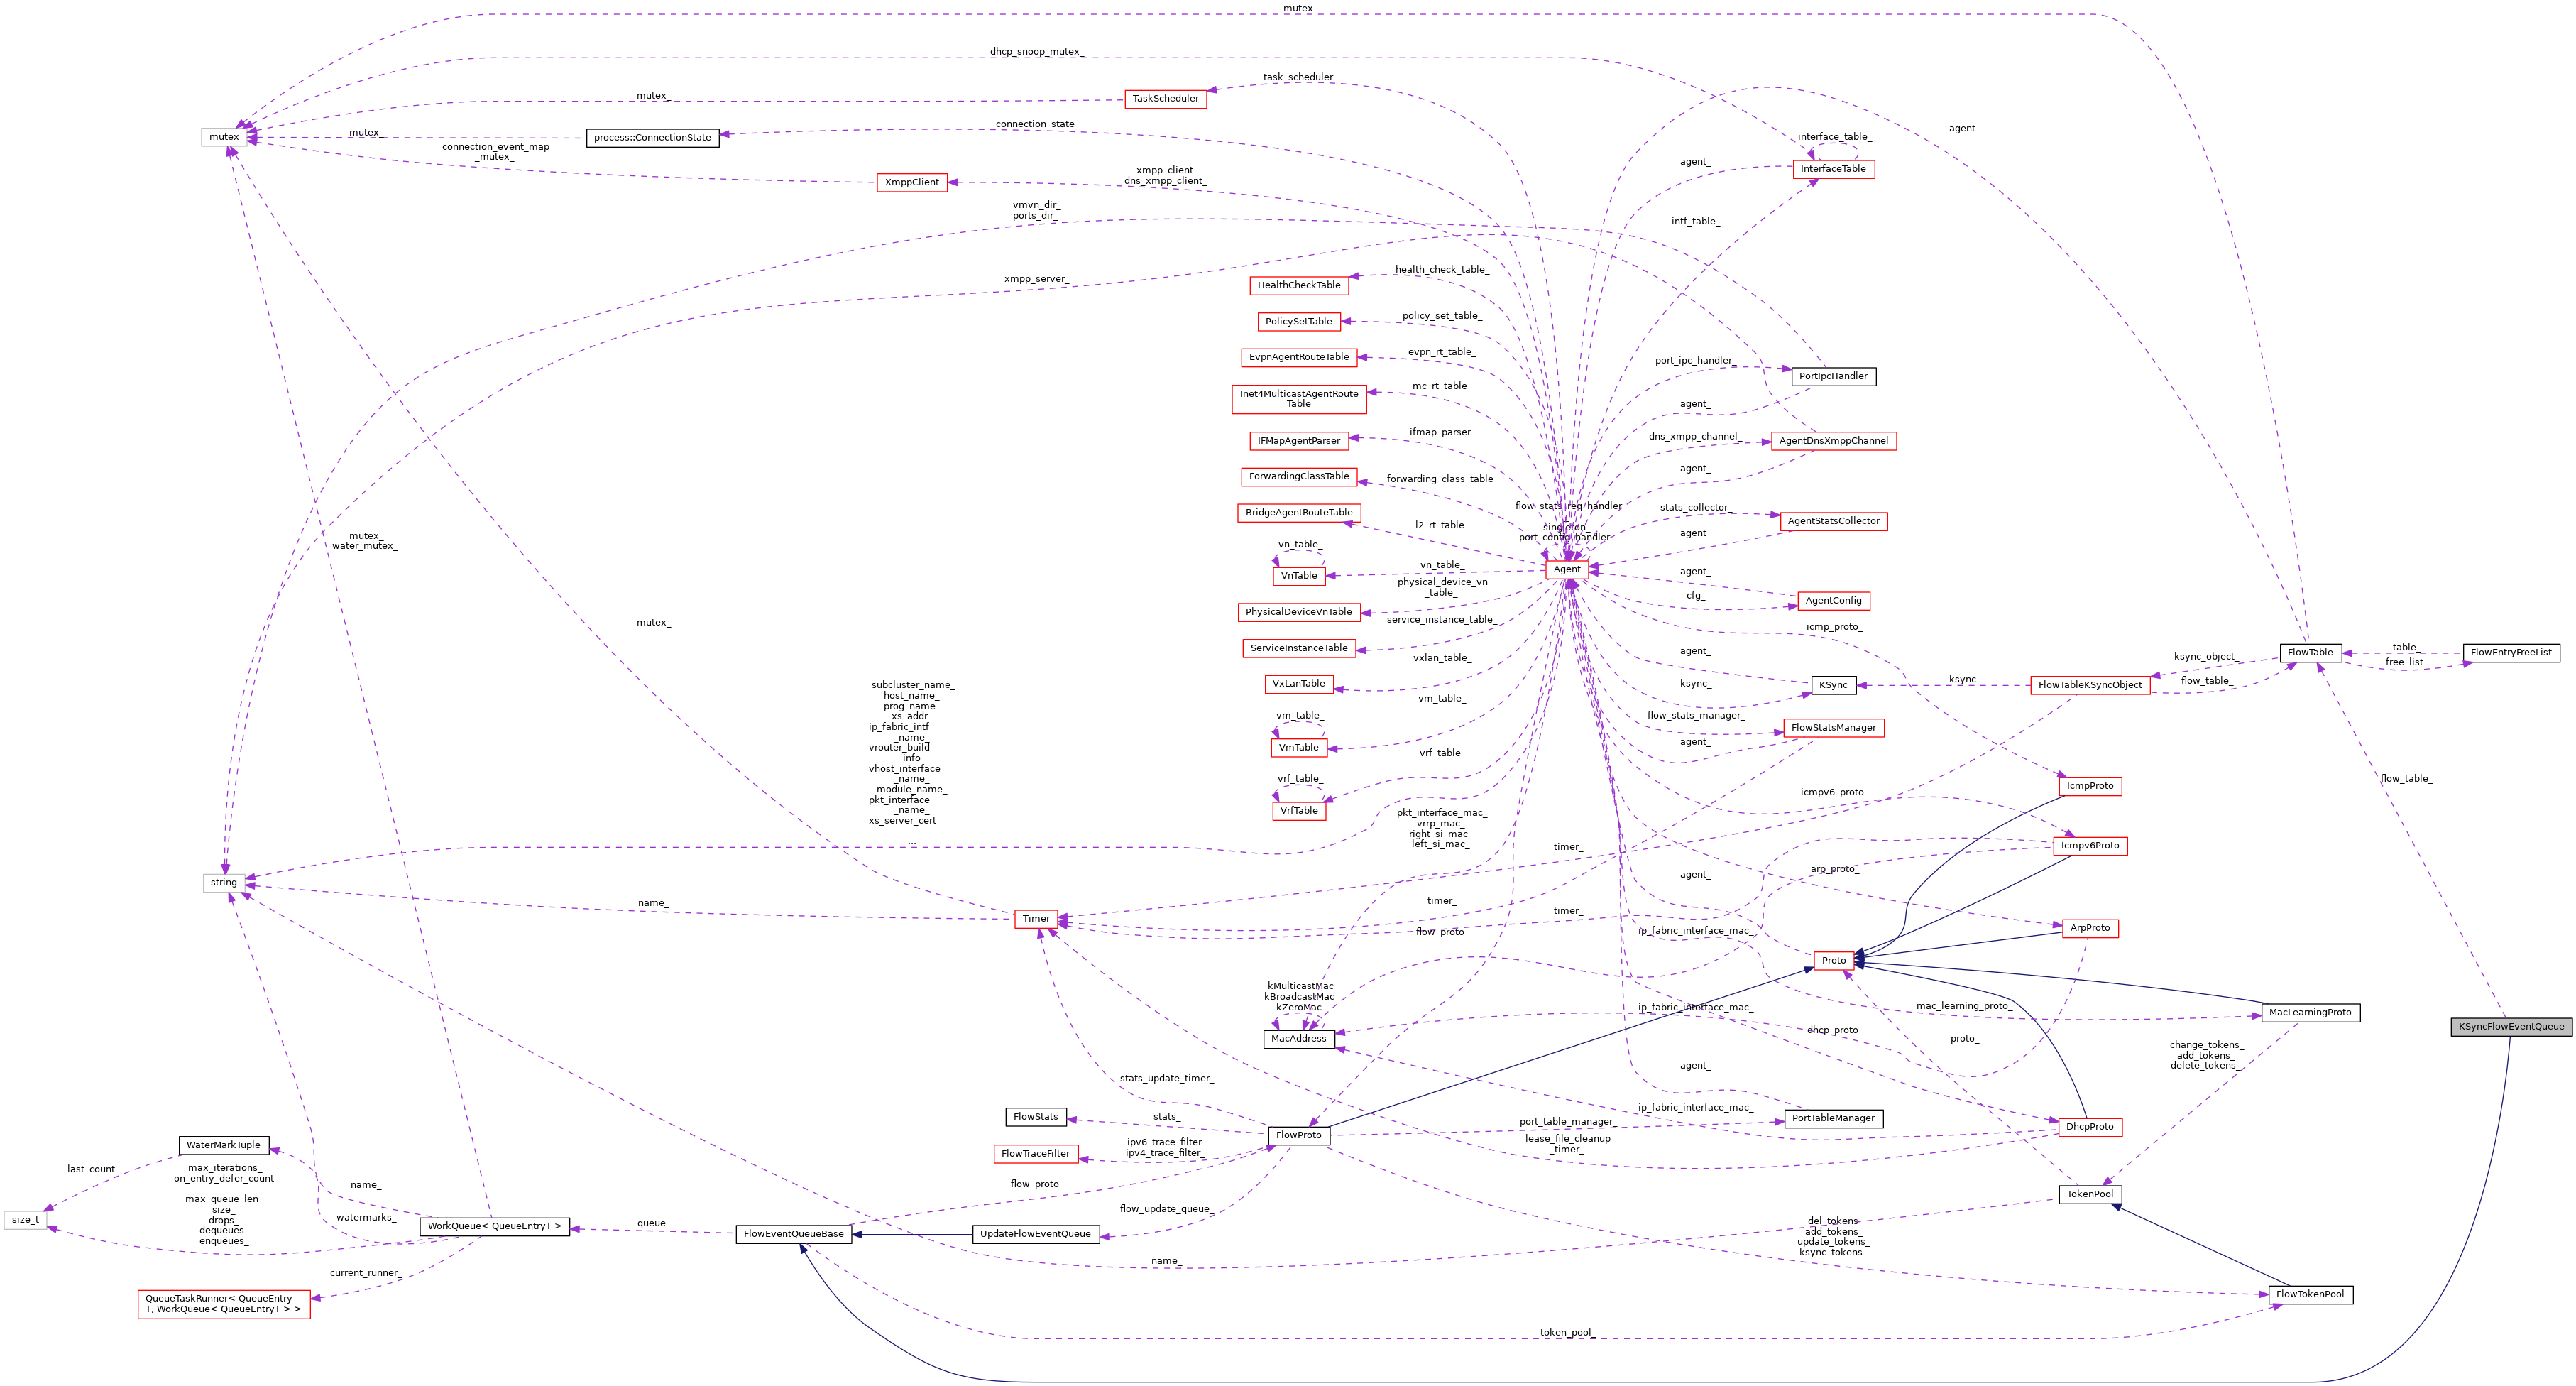 mutex_
dhcp_snoop_mutex_
task_scheduler_
mutex_
TaskScheduler
connection_state_
agent_
mutex
mutex_
process::ConnectionState
interface_table_
connection_event_map
_mutex_
agent_
InterfaceTable
xmpp_client_
dns_xmpp_client_
XmppClient
vmvn_dir_
ports_dir_
intf_table_
xmpp_server_
health_check_table_
HealthCheckTable
policy_set_table_
PolicySetTable
evpn_rt_table_
EvpnAgentRouteTable
port_ipc_handler_
PortIpcHandler
mc_rt_table_
Inet4MulticastAgentRoute
Table
agent_
ifmap_parser_
IFMapAgentParser
dns_xmpp_channel_
AgentDnsXmppChannel
forwarding_class_table_
ForwardingClassTable
agent_
flow_stats_req_handler
_
singleton_
port_config_handler_
l2_rt_table_
BridgeAgentRouteTable
stats_collector_
AgentStatsCollector
agent_
mutex_
water_mutex_
vn_table_
VnTable
vn_table_
Agent
agent_
physical_device_vn
_table_
PhysicalDeviceVnTable
cfg_
AgentConfig
service_instance_table_
ServiceInstanceTable
mutex_
icmp_proto_
agent_
vxlan_table_
VxLanTable
ksync_
KSync
ksync_
ksync_object_
flow_table_
FlowTableKSyncObject
FlowTable
table_
free_list_
FlowEntryFreeList
subcluster_name_
host_name_
prog_name_
xs_addr_
ip_fabric_intf
_name_
vrouter_build
_info_
vhost_interface
_name_
module_name_
pkt_interface
_name_
xs_server_cert
_
...
vm_table_
vm_table_
VmTable
flow_stats_manager_
FlowStatsManager
agent_
vrf_table_
vrf_table_
VrfTable
flow_table_
IcmpProto
icmpv6_proto_
pkt_interface_mac_
vrrp_mac_
right_si_mac_
left_si_mac_
timer_
Icmpv6Proto
string
name_
Timer
timer_
timer_
agent_
arp_proto_
ArpProto
flow_proto_
ip_fabric_interface_mac_
Proto
kMulticastMac
kBroadcastMac
kZeroMac
MacAddress
ip_fabric_interface_mac_
mac_learning_proto_
MacLearningProto
KSyncFlowEventQueue
dhcp_proto_
proto_
change_tokens_
add_tokens_
delete_tokens_
stats_update_timer_
agent_
FlowStats
stats_
ip_fabric_interface_mac_
port_table_manager_
PortTableManager
DhcpProto
FlowProto
lease_file_cleanup
_timer_
FlowTraceFilter
ipv6_trace_filter_
ipv4_trace_filter_
WaterMarkTuple
last_count_
max_iterations_
on_entry_defer_count
_
max_queue_len_
size_
drops_
dequeues_
enqueues_
size_t
name_
watermarks_
WorkQueue< QueueEntryT >
queue_
FlowEventQueueBase
flow_proto_
flow_update_queue_
UpdateFlowEventQueue
TokenPool
name_
del_tokens_
add_tokens_
update_tokens_
ksync_tokens_
current_runner_
QueueTaskRunner< QueueEntry
T, WorkQueue< QueueEntryT > >
FlowTokenPool
token_pool_